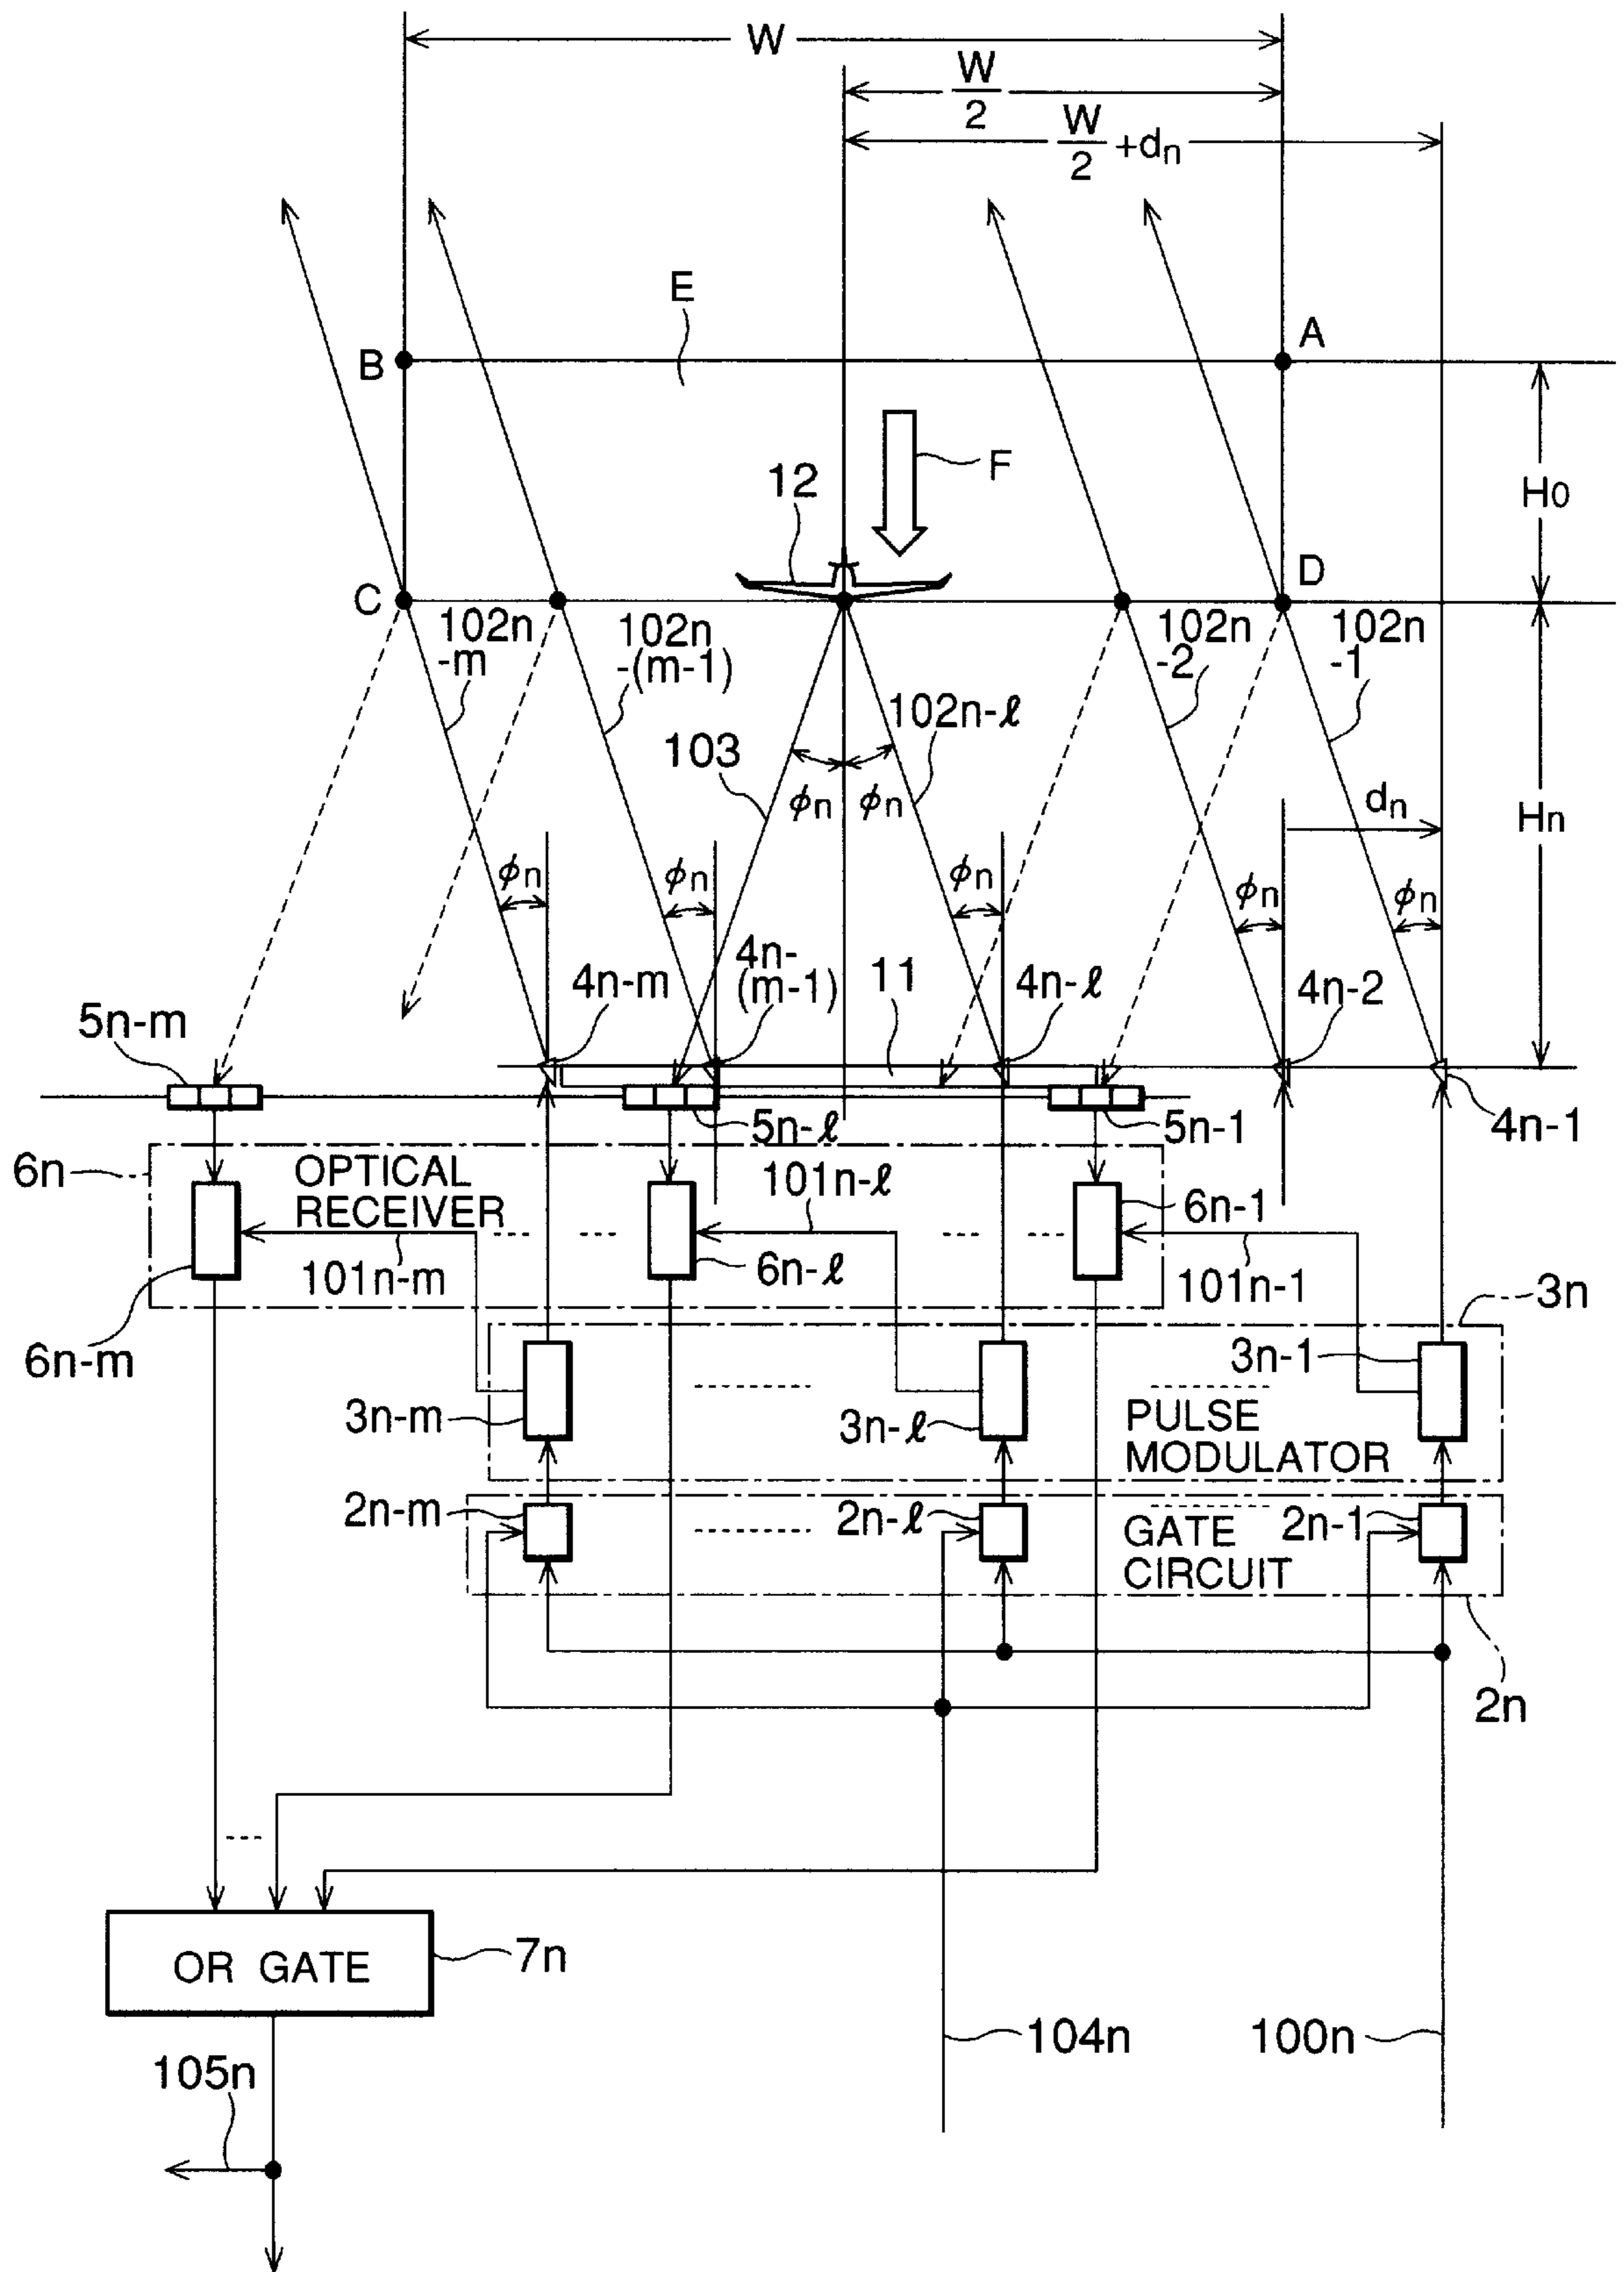 W
W
2
W
2
+dn
E
B
A
12
F
H0
C
D
102n
-m
102n
-(m-1)
102n
-2
102n
-1
102n-ℓ
103
ϕn
ϕn
dn
Hn
ϕn
ϕn
ϕn
ϕn
ϕn
4n-m
4n-
(m-1)
11
4n-ℓ
4n-2
5n-m
5n-ℓ
5n-1
4n-1
6n
OPTICAL
RECEIVER
101n-ℓ
6n-1
101n-m
6n-ℓ
101n-1
3n
6n-m
3n-1
3n-m
3n-ℓ
PULSE
MODULATOR
2n-m
2n-ℓ
GATE
CIRCUIT
2n-1
2n
OR GATE
7n
104n
100n
105n